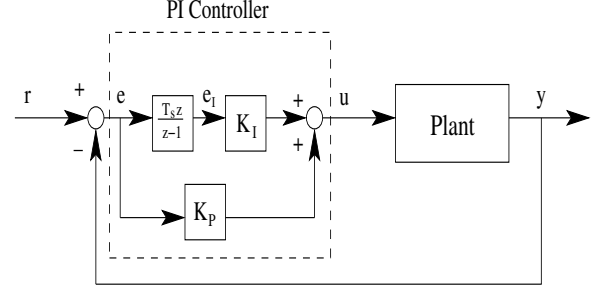 PI Controller
r
+
−
e
T_S z
z−1
e_I
K_I
+
+
u
Plant
y
K_P